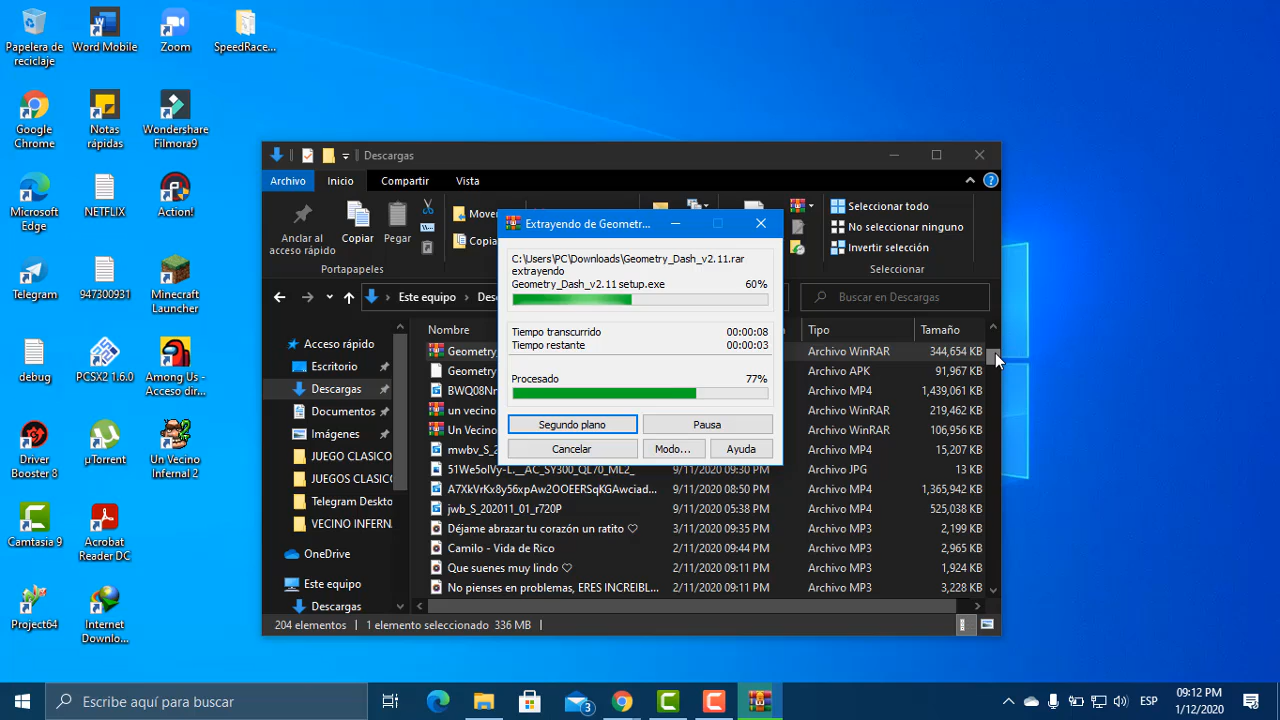 Papelera de reciclaje
Word Mobile
Zoom
SpeedRace...
Google Chrome
Notas rápidas
Wondershare Filmora9
Microsoft Edge
NETFLIX
Action!
Telegram
947300931
Minecraft Launcher
debug
PCSX2 1.6.0
Among Us - Acceso dir...
Driver Booster 8
µTorrent
Un Vecino Infernal 2
Camtasia 9
Acrobat Reader DC
Project64
Internet Downlo...
Descargas
Archivo
Inicio
Compartir
Vista
Anclar al acceso rápido
Copiar
Pegar
Portapapeles
Seleccionar todo
No seleccionar ninguno
Invertir selección
Seleccionar
Este equipo
Buscar en Descargas
Acceso rápido
Escritorio
Descargas
Documentos
Imágenes
JUEGO CLASICO
JUEGOS CLASICO
Telegram Deskto
VECINO INFERN
OneDrive
Este equipo
Descargas
Nombre Tipo Tamaño
Archivo WinRAR 344,654 KB
Archivo APK 91,967 KB
Archivo MP4 1,439,061 KB
un vecino Archivo WinRAR 219,462 KB
Un Vecino Archivo WinRAR 106,956 KB
mwbv_S_20 Archivo MP4 15,207 KB
51We5olVy-L.__AC_SY300_QL70_ML2_ 9/11/2020 09:30 PM Archivo JPG 13 KB
A7XkVrKx8y56xpAw2OOEERSqKGAwciad... 9/11/2020 08:50 PM Archivo MP4 1,365,942 KB
jwb_S_202011_01_r720P 9/11/2020 05:38 PM Archivo MP4 525,038 KB
Déjame abrazar tu corazón un ratito ♡ 3/11/2020 09:35 PM Archivo MP3 2,199 KB
Camilo - Vida de Rico 2/11/2020 09:44 PM Archivo MP3 2,965 KB
Que suenes muy lindo ♡ 2/11/2020 09:11 PM Archivo MP3 1,924 KB
No pienses en problemas, ERES INCREIBL... 2/11/2020 09:11 PM Archivo MP3 3,228 KB
204 elementos 1 elemento seleccionado 336 MB
Extrayendo de Geometr...
C:\Users\PC\Downloads\Geometry_Dash_v2.11.rar
extrayendo
Geometry_Dash_v2.11 setup.exe 60%
Tiempo transcurrido 00:00:08
Tiempo restante 00:00:03
Procesado 77%
Segundo plano
Pausa
Cancelar
Modo...
Ayuda
Escribe aquí para buscar
3
ESP
09:12 PM
1/12/2020